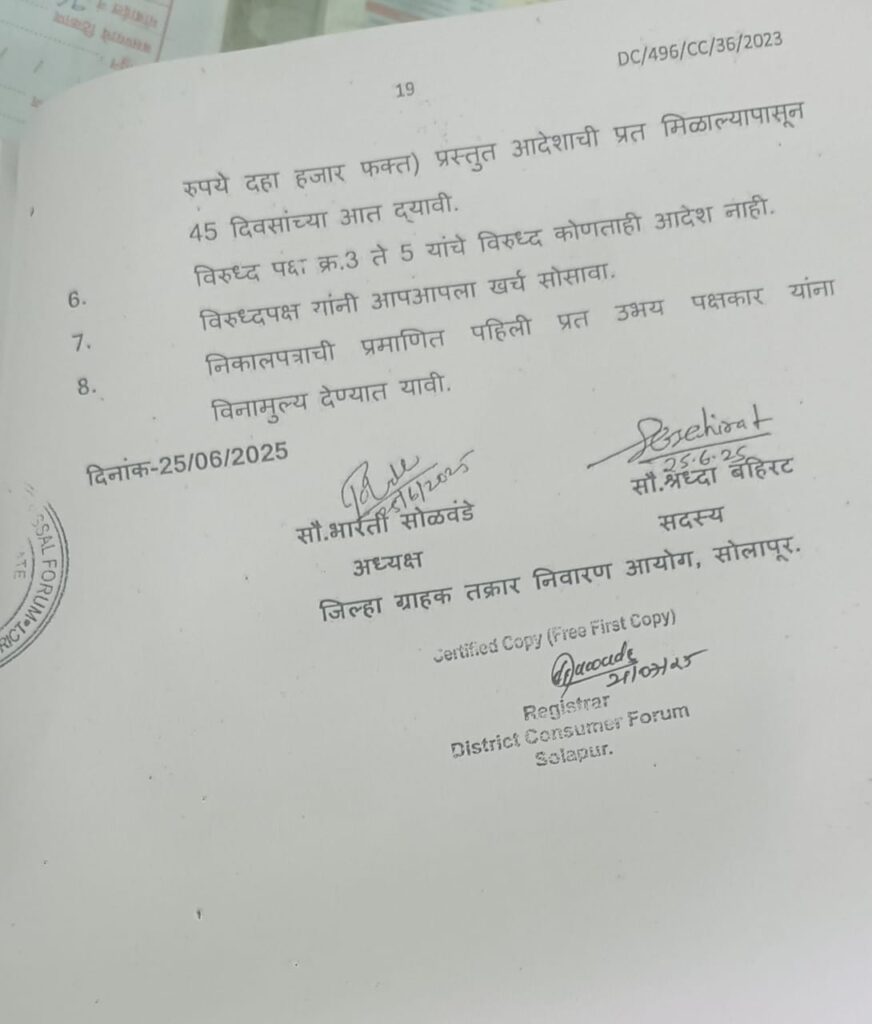 DC/496/CC/36/2023
19
रुपये दहा हजार फक्त) प्रस्तुत आदेशाची प्रत मिळाल्यापासून
45 दिवसांच्या आत द्यावी.
6. विरुध्द पक्ष क्र.3 ते 5 यांचे विरुध्द कोणताही आदेश नाही.
7. विरुध्दपक्ष यांनी आपआपला खर्च सोसावा.
8. निकालपत्राची प्रमाणित पहिली प्रत उभय पक्षकार यांना
विनामुल्य देण्यात यावी.
दिनांक-25/06/2025
25.6.25
सौ.भारती सोळवंडे
सौ.श्रध्दा बहिरट
अध्यक्ष
सदस्य
जिल्हा ग्राहक तक्रार निवारण आयोग, सोलापूर.
Certified Copy (Free First Copy)
Registrar
District Consumer Forum
Solapur.
SSAL FORUM
RICT